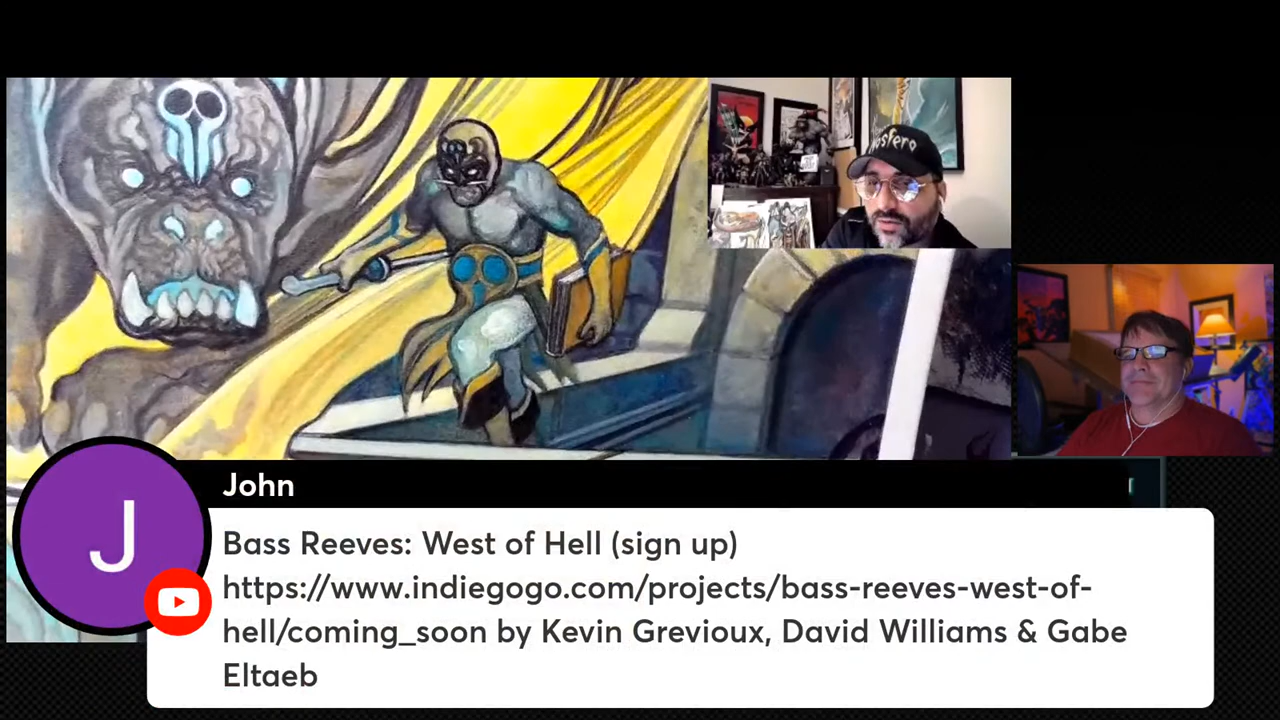 nosfero
John
Bass Reeves: West of Hell (sign up)
https://www.indiegogo.com/projects/bass-reeves-west-of-
hell/coming_soon by Kevin Grevioux, David Williams & Gabe
Eltaeb
J